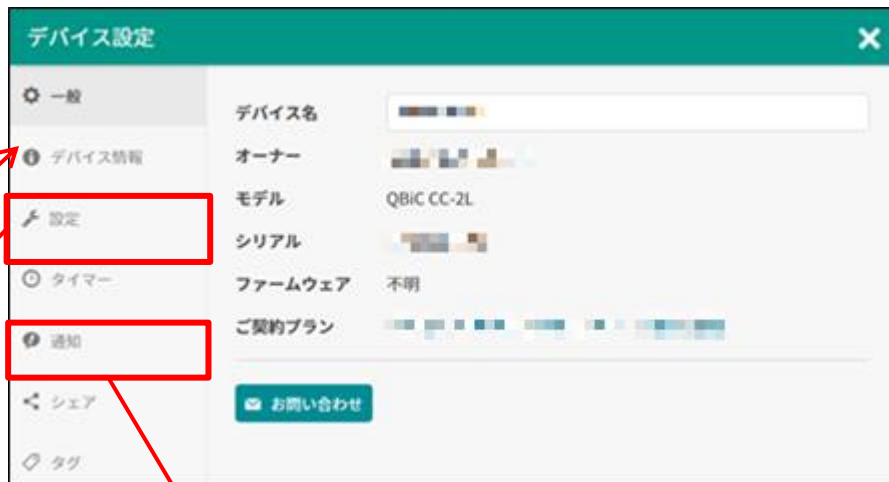 デバイス設定
一般
デバイス情報
設定
タイマー
通知
シェア
タグ
デバイス名
オーナー
モデル QBiC CC-2L
シリアル
ファームウェア 不明
ご契約プラン
お問い合わせ